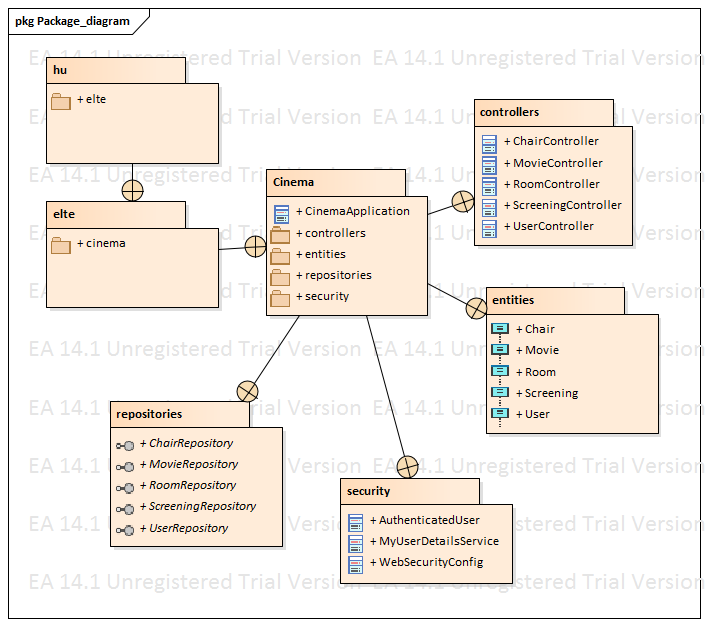 pkg Package_diagram
EA 14.1 Unregistered Trial Version EA 14.1 Unregistered Trial Version
hu
+ elte
elte
+ cinema
Cinema
+ CinemaApplication
+ controllers
+ entities
+ repositories
+ security
controllers
+ ChairController
+ MovieController
+ RoomController
+ ScreeningController
+ UserController
entities
+ Chair
+ Movie
+ Room
+ Screening
+ User
repositories
+ ChairRepository
+ MovieRepository
+ RoomRepository
+ ScreeningRepository
+ UserRepository
security
+ AuthenticatedUser
+ MyUserDetailsService
+ WebSecurityConfig
EA 14.1 Unregistered Trial Version EA 14.1 Unregistered Trial Version